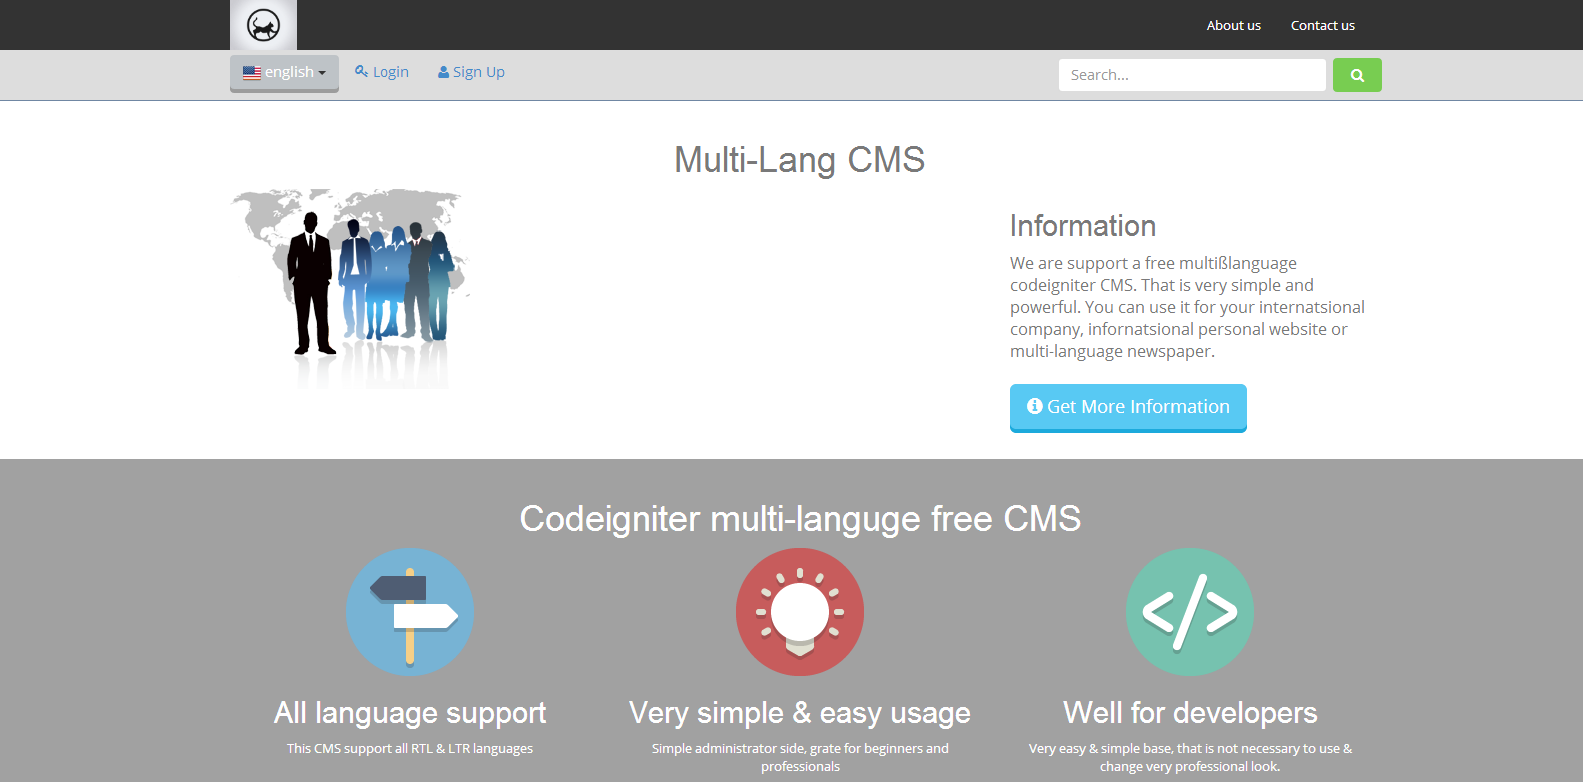 About us
Contact us
english
Login
Sign Up
Search...
Multi-Lang CMS
Information
We are support a free multißlanguage
codeigniter CMS. That is very simple and
powerful. You can use it for your internatsional
company, infornatsional personal website or
multi-language newspaper.
Get More Information
Codeigniter multi-languge free CMS
All language support
This CMS support all RTL & LTR languages
Very simple & easy usage
Simple administrator side, grate for beginners and
professionals
Well for developers
Very easy & simple base, that is not necessary to use &
change very professional look.